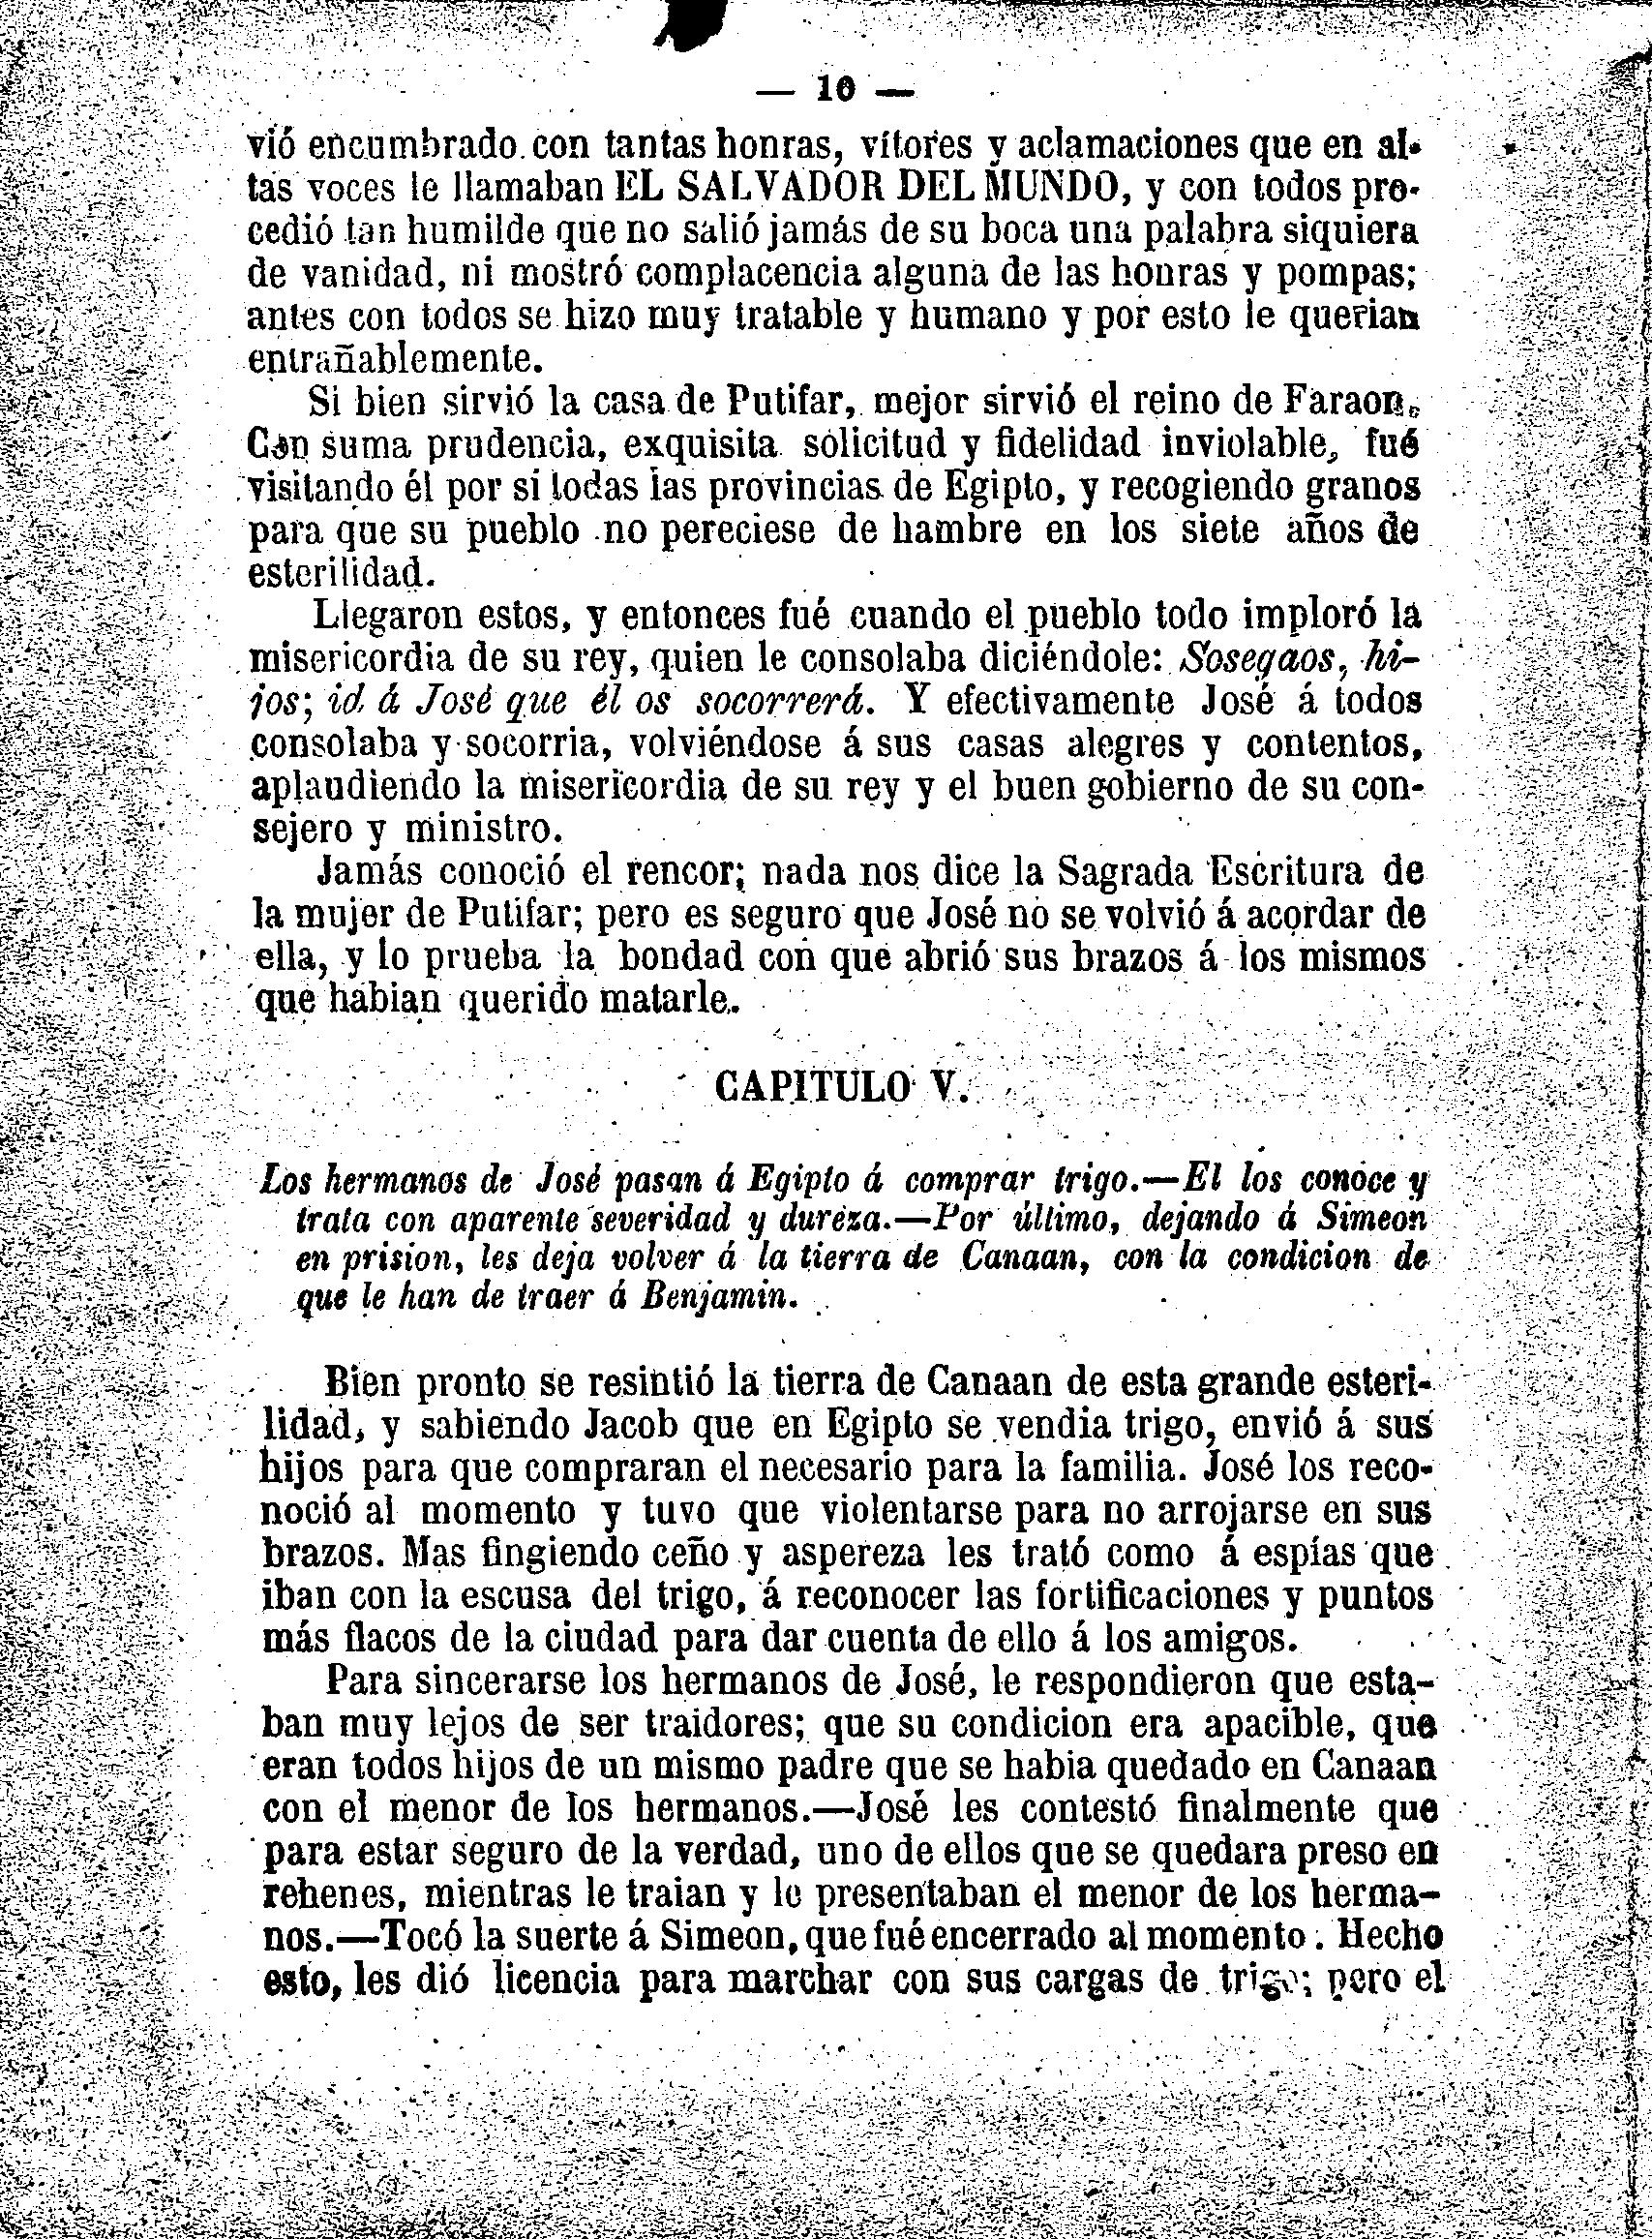 — 10 —
vió encumbrado con tantas honras, vítores y aclamaciones que en al-
tas voces le llamaban EL SALVADOR DEL MUNDO, y con todos pro-
cedió tan humilde que no salió jamás de su boca una palabra siquiera
de vanidad, ni mostró complacencia alguna de las honras y pompas;
antes con todos se hizo muy tratable y humano y por esto le querian
entrañablemente.
Si bien sirvió la casa de Putifar, mejor sirvió el reino de Faraon.
Con suma prudencia, exquisita solicitud y fidelidad inviolable, fué
visitando él por sí todas las provincias de Egipto, y recogiendo granos
para que su pueblo no pereciese de hambre en los siete años de
esterilidad.
Llegaron estos, y entonces fué cuando el pueblo todo imploró la
misericordia de su rey, quien le consolaba diciéndole: Sosegaos, hi-
jos; id á José que él os socorrerá. Y efectivamente José á todos
consolaba y socorria, volviéndose á sus casas alegres y contentos,
aplaudiendo la misericordia de su rey y el buen gobierno de su con-
sejero y ministro.
Jamás conoció el rencor; nada nos dice la Sagrada Escritura de
la mujer de Putifar; pero es seguro que José no se volvió á acordar de
ella, y lo prueba la bondad con que abrió sus brazos á los mismos
que habian querido matarle.
CAPITULO V.
Los hermanos de José pasan á Egipto á comprar trigo.—El los conoce y
trata con aparente severidad y dureza.—Por último, dejando á Simeon
en prision, les deja volver á la tierra de Canaan, con la condicion de
que le han de traer á Benjamin.
Bien pronto se resintió la tierra de Canaan de esta grande esteri-
lidad, y sabiendo Jacob que en Egipto se vendia trigo, envió á sus
hijos para que compraran el necesario para la familia. José los reco-
noció al momento y tuvo que violentarse para no arrojarse en sus
brazos. Mas fingiendo ceño y aspereza les trató como á espías que
iban con la escusa del trigo, á reconocer las fortificaciones y puntos
más flacos de la ciudad para dar cuenta de ello á los amigos.
Para sincerarse los hermanos de José, le respondieron que esta-
ban muy lejos de ser traidores; que su condicion era apacible, que
eran todos hijos de un mismo padre que se habia quedado en Canaan
con el menor de los hermanos.—José les contestó finalmente que
para estar seguro de la verdad, uno de ellos que se quedara preso en
rehenes, mientras le traian y le presentaban el menor de los herma-
nos.—Tocó la suerte á Simeon, que fué encerrado al momento. Hecho
esto, les dió licencia para marchar con sus cargas de trigo; pero el